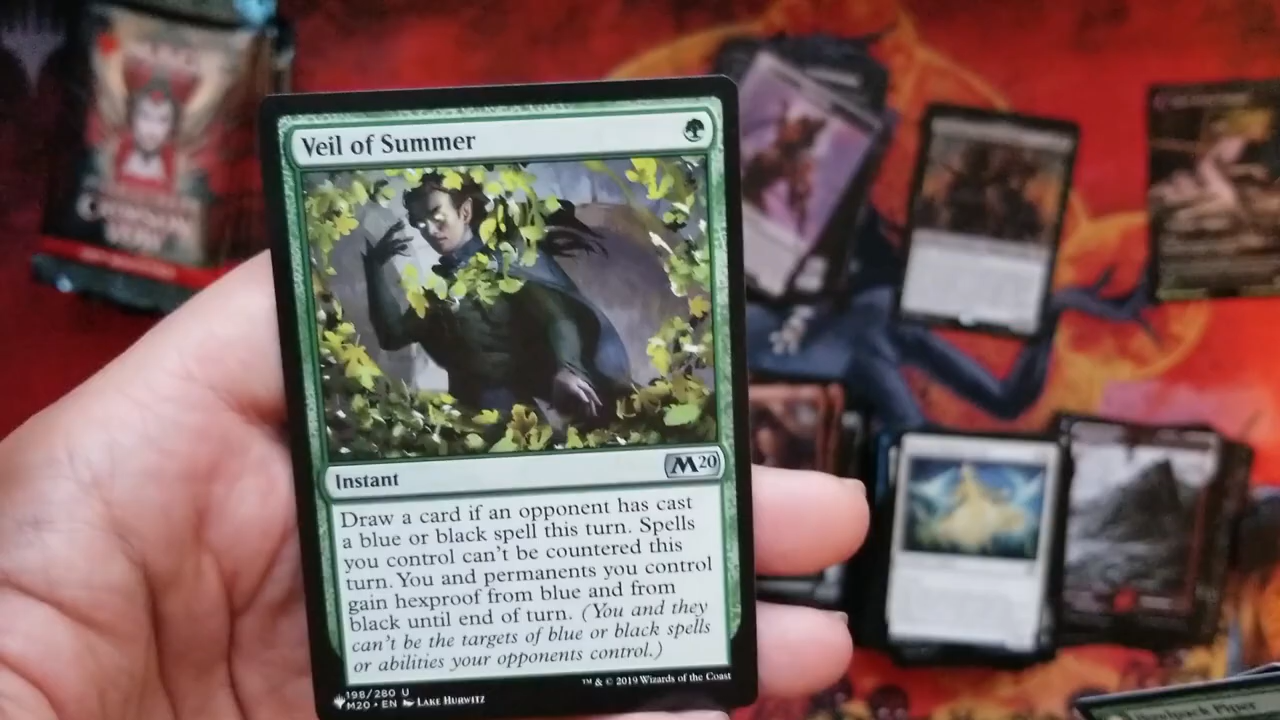 Veil of Summer
Instant
M20
Draw a card if an opponent has cast
a blue or black spell this turn. Spells
you control can't be countered this
turn. You and permanents you control
gain hexproof from blue and from
black until end of turn. (You and they
can't be the targets of blue or black spells
or abilities your opponents control.)
198/280 U
M20 • EN LAKE HURWITZ
™ & © 2019 Wizards of the Coast
CRIMSON
VOW
Piper